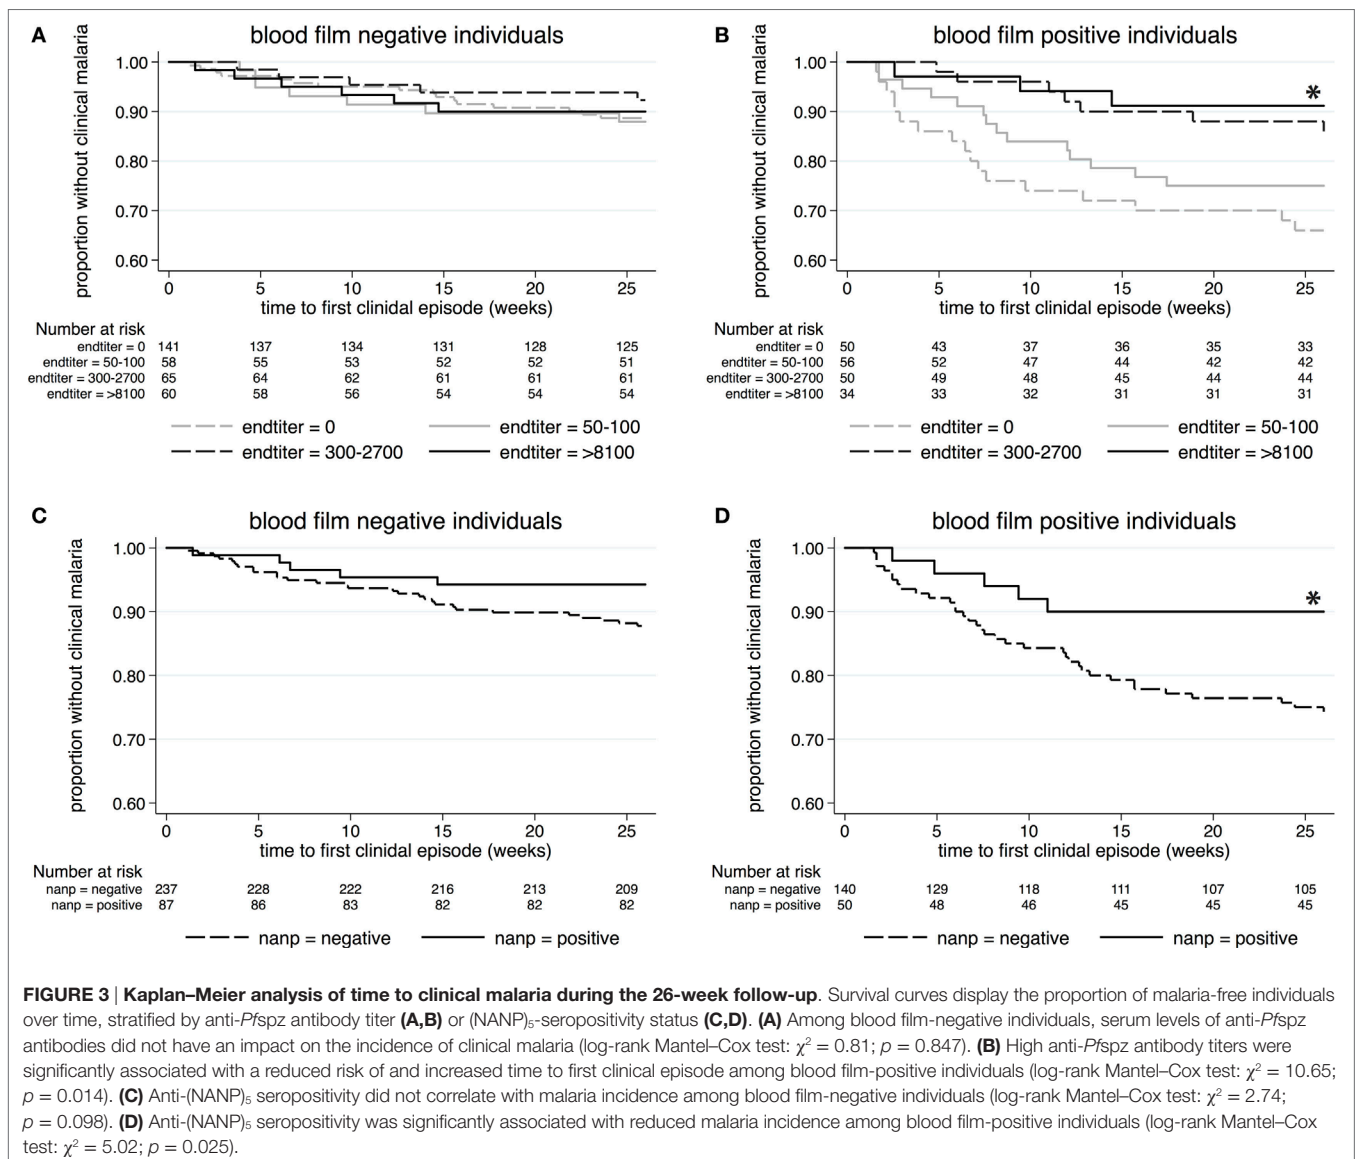 A
blood film negative individuals
proportion without clinical malaria
1.00
0.90
0.80
0.70
0.60
0 5 10 15 20 25
time to first clinidal episode (weeks)
Number at risk
endtiter = 0 141 137 134 131 128 125
endtiter = 50-100 58 55 53 52 52 51
endtiter = 300-2700 65 64 62 61 61 61
endtiter = >8100 60 58 56 54 54 54
endtiter = 0 endtiter = 50-100
endtiter = 300-2700 endtiter = >8100
B
blood film positive individuals
proportion without clinical malaria
1.00
0.90
0.80
0.70
0.60
*
0 5 10 15 20 25
time to first clinidal episode (weeks)
Number at risk
endtiter = 0 50 43 37 36 35 33
endtiter = 50-100 56 52 47 44 42 42
endtiter = 300-2700 50 49 48 45 44 44
endtiter = >8100 34 33 32 31 31 31
endtiter = 0 endtiter = 50-100
endtiter = 300-2700 endtiter = >8100
C
blood film negative individuals
proportion without clinical malaria
1.00
0.90
0.80
0.70
0.60
0 5 10 15 20 25
time to first clinidal episode (weeks)
Number at risk
nanp = negative 237 228 222 216 213 209
nanp = positive 87 86 83 82 82 82
nanp = negative nanp = positive
D
blood film positive individuals
proportion without clinical malaria
1.00
0.90
0.80
0.70
0.60
*
0 5 10 15 20 25
time to first clinidal episode (weeks)
Number at risk
nanp = negative 140 129 118 111 107 105
nanp = positive 50 48 46 45 45 45
nanp = negative nanp = positive
FIGURE 3 | Kaplan–Meier analysis of time to clinical malaria during the 26-week follow-up. Survival curves display the proportion of malaria-free individuals
over time, stratified by anti-Pfspz antibody titer (A,B) or (NANP)₅-seropositivity status (C,D). (A) Among blood film-negative individuals, serum levels of anti-Pfspz
antibodies did not have an impact on the incidence of clinical malaria (log-rank Mantel–Cox test: χ² = 0.81; p = 0.847). (B) High anti-Pfspz antibody titers were
significantly associated with a reduced risk of and increased time to first clinical episode among blood film-positive individuals (log-rank Mantel–Cox test: χ² = 10.65;
p = 0.014). (C) Anti-(NANP)₅ seropositivity did not correlate with malaria incidence among blood film-negative individuals (log-rank Mantel–Cox test: χ² = 2.74;
p = 0.098). (D) Anti-(NANP)₅ seropositivity was significantly associated with reduced malaria incidence among blood film-positive individuals (log-rank Mantel–Cox
test: χ² = 5.02; p = 0.025).